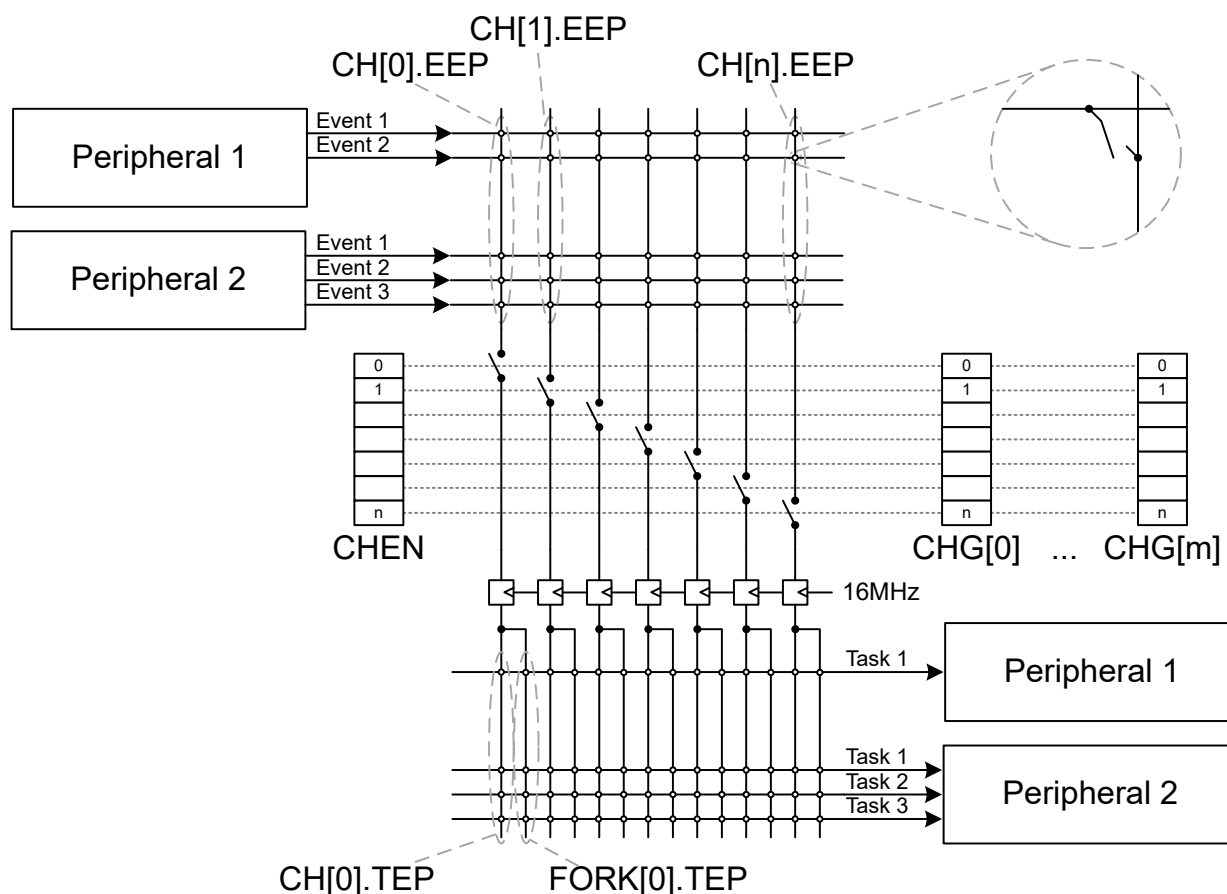 CH[1].EEP
CH[0].EEP
CH[n].EEP
Peripheral 1
Event 1
Event 2
Peripheral 2
Event 1
Event 2
Event 3
0
1
n
CHEN
0
1
n
CHG[0]
...
0
1
n
CHG[m]
16MHz
Task 1
Peripheral 1
Task 1
Task 2
Task 3
Peripheral 2
CH[0].TEP
FORK[0].TEP